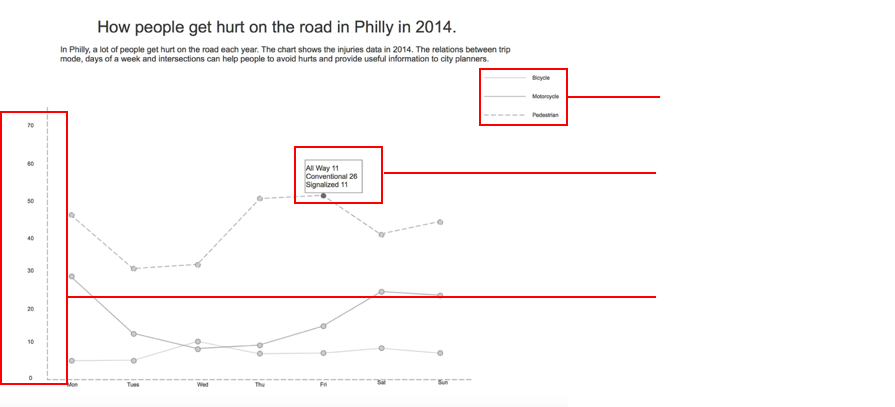 How people get hurt on the road in Philly in 2014.
In Philly, a lot of people get hurt on the road each year. The chart shows the injuries data in 2014. The relations between trip
mode, days of a week and intersections can help people to avoid hurts and provide useful information to city planners.
Bicycle
Motorcycle
Pedestrian
70
60
50
40
30
20
10
0
All Way 11
Conventional 26
Signalized 11
Mon Tues Wed Thu Fri Sat Sun